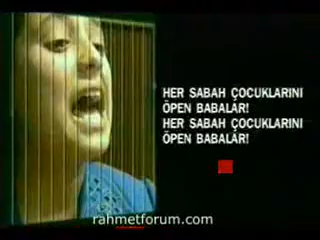 HER SABAH ÇOCUKLARINI
ÖPEN BABALAR!
HER SABAH ÇOCUKLARINI
ÖPEN BABALAR!
rahmetforum.com